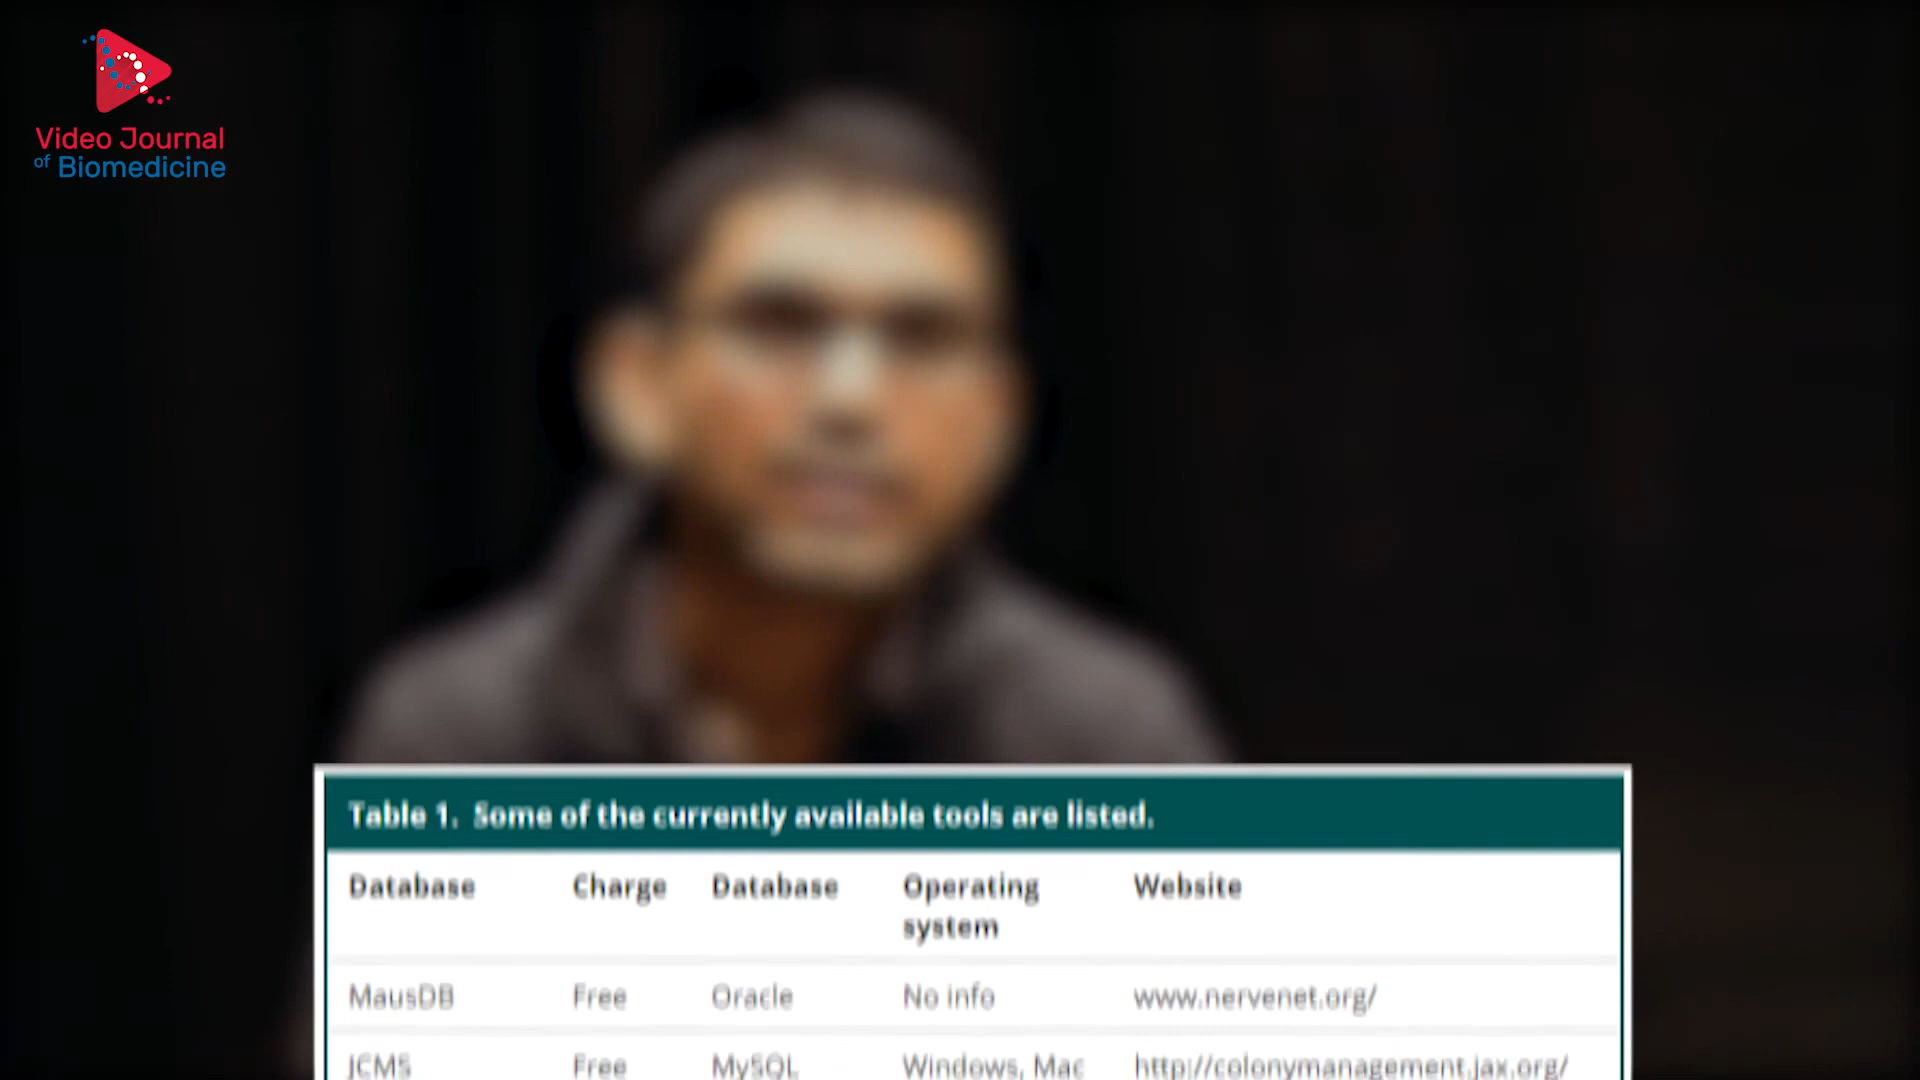 Video Journal
of Biomedicine
Table 1. Some of the currently available tools are listed.
Database Charge Database Operating system Website
MausDB Free Oracle No info www.nervenet.org/
JCMS Free MySQL Windows, Mac http://colonymanagement.jax.org/